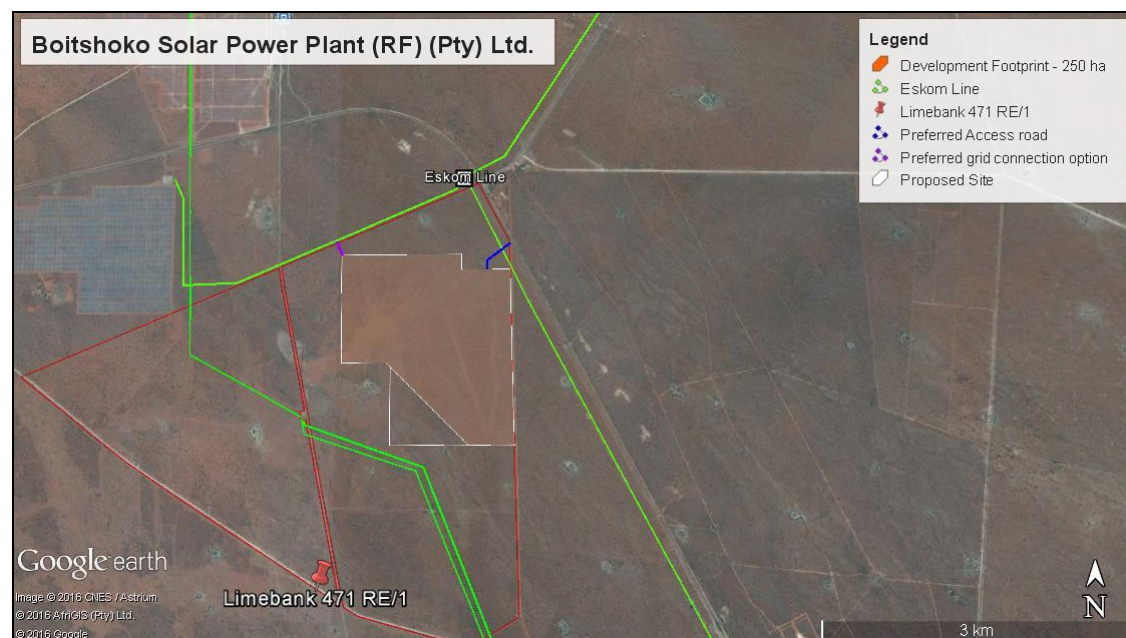 Boitshoko Solar Power Plant (RF) (Pty) Ltd.
Legend
Development Footprint - 250 ha
Eskom Line
Limebank 471 RE/1
Preferred Access road
Preferred grid connection option
Proposed Site
Eskom Line
Limebank 471 RE/1
Google earth
Image © 2016 CNES / Astrium
© 2016 AfriGIS (Pty) Ltd.
© 2016 Google
N
3 km